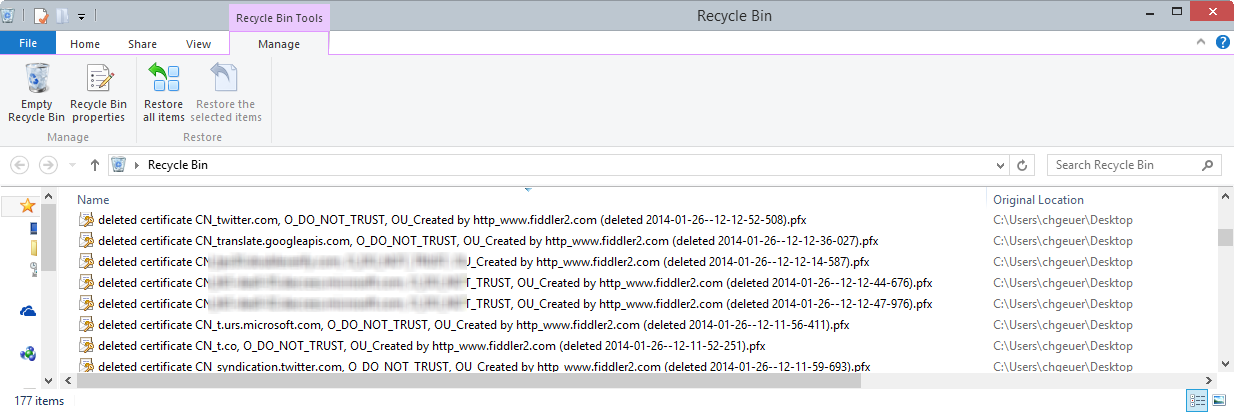 Recycle Bin Tools
Recycle Bin
File
Home
Share
View
Manage
Empty Recycle Bin
Recycle Bin properties
Restore all items
Restore the selected items
Manage
Restore
Recycle Bin
Search Recycle Bin
Name
Original Location
deleted certificate CN_twitter.com, O_DO_NOT_TRUST, OU_Created by http_www.fiddler2.com (deleted 2014-01-26--12-12-52-508).pfx
C:\Users\chgeuer\Desktop
deleted certificate CN_translate.googleapis.com, O_DO_NOT_TRUST, OU_Created by http_www.fiddler2.com (deleted 2014-01-26--12-12-36-027).pfx
C:\Users\chgeuer\Desktop
deleted certificate CN OU_Created by http_www.fiddler2.com (deleted 2014-01-26--12-12-14-587).pfx
C:\Users\chgeuer\Desktop
deleted certificate CN T_TRUST, OU_Created by http_www.fiddler2.com (deleted 2014-01-26--12-12-44-676).pfx
C:\Users\chgeuer\Desktop
deleted certificate CN T_TRUST, OU_Created by http_www.fiddler2.com (deleted 2014-01-26--12-12-47-976).pfx
C:\Users\chgeuer\Desktop
deleted certificate CN_t.urs.microsoft.com, O_DO_NOT_TRUST, OU_Created by http_www.fiddler2.com (deleted 2014-01-26--12-11-56-411).pfx
C:\Users\chgeuer\Desktop
deleted certificate CN_t.co, O_DO_NOT_TRUST, OU_Created by http_www.fiddler2.com (deleted 2014-01-26--12-11-52-251).pfx
C:\Users\chgeuer\Desktop
deleted certificate CN_syndication.twitter.com, O_DO_NOT_TRUST, OU_Created by http_www.fiddler2.com (deleted 2014-01-26--12-11-59-693).pfx
C:\Users\chgeuer\Desktop
177 items